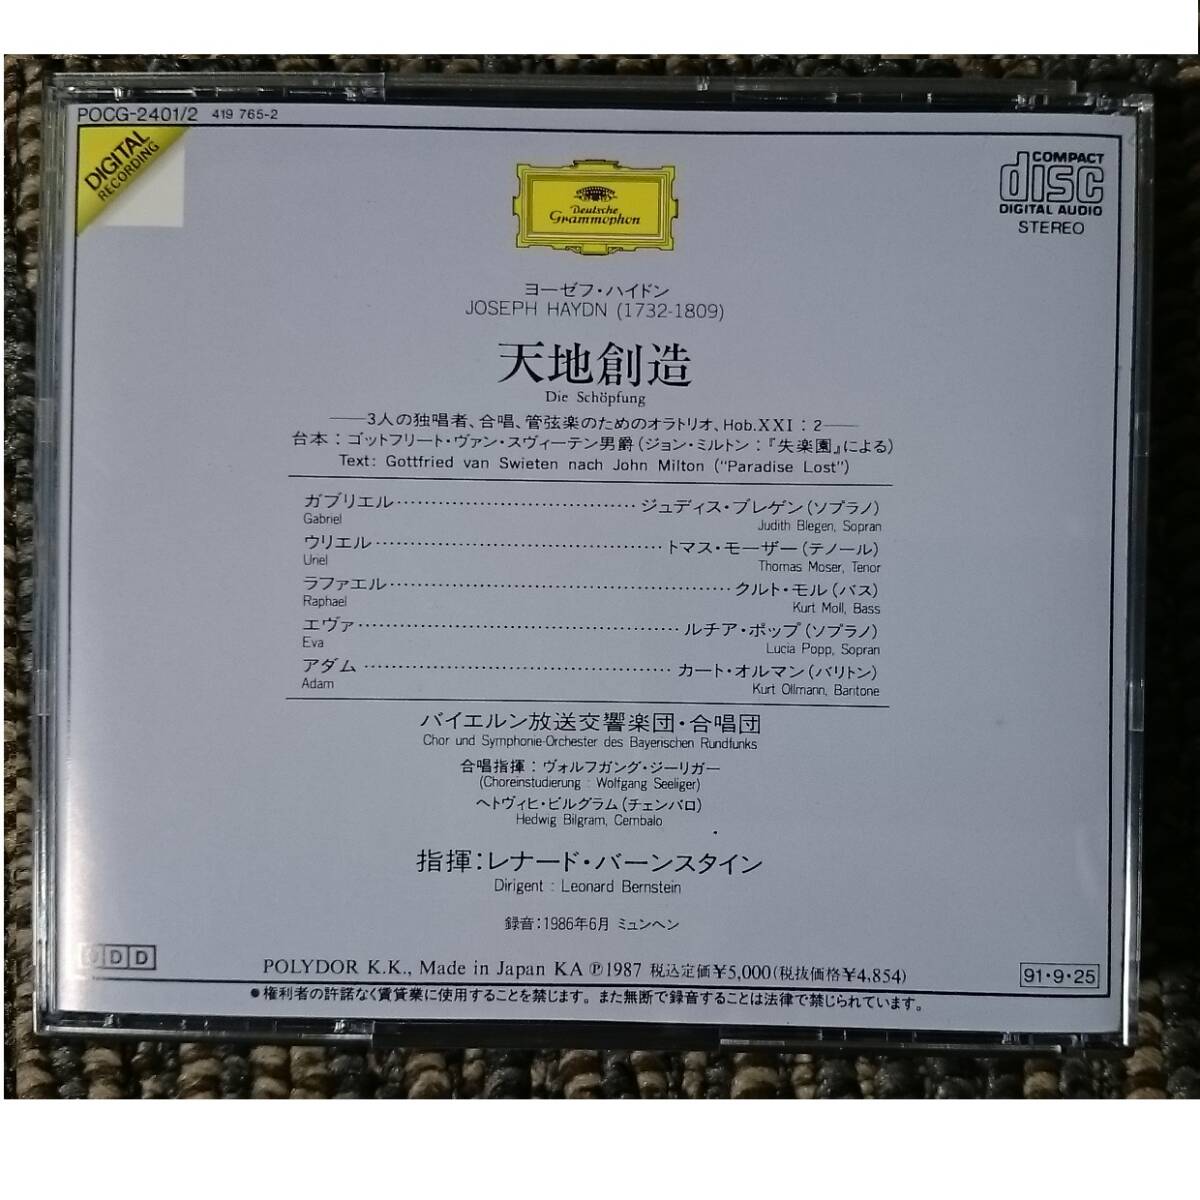 POCG-2401/2 419 765-2
DIGITAL
RECORDING
Deutsche
Grammophon
COMPACT
disc
DIGITAL AUDIO
STEREO
ヨーゼフ・ハイドン
JOSEPH HAYDN (1732-1809)
天地創造
Die Schöpfung
——3人の独唱者、合唱、管弦楽のためのオラトリオ、Hob.XXI：2——
台本：ゴットフリート・ヴァン・スヴィーテン男爵(ジョン・ミルトン：『失楽園』による)
Text: Gottfried van Swieten nach John Milton ("Paradise Lost")
ガブリエル……………………………ジュディス・ブレゲン(ソプラノ)
Gabriel Judith Blegen, Sopran
ウリエル……………………………トマス・モーザー(テノール)
Uriel Thomas Moser, Tenor
ラファエル……………………………クルト・モル(バス)
Raphael Kurt Moll, Bass
エヴァ……………………………ルチア・ポップ(ソプラノ)
Eva Lucia Popp, Sopran
アダム……………………………カート・オルマン(バリトン)
Adam Kurt Ollmann, Baritone
バイエルン放送交響楽団・合唱団
Chor und Symphonie-Orchester des Bayerischen Rundfunks
合唱指揮：ヴォルフガング・ジーリガー
(Choreinstudierung : Wolfgang Seeliger)
ヘトヴィヒ・ビルグラム(チェンバロ)
Hedwig Bilgram, Cembalo
指揮：レナード・バーンスタイン
Dirigent : Leonard Bernstein
録音：1986年6月 ミュンヘン
DDD
POLYDOR K.K., Made in Japan KA ℗1987 税込定価¥5,000(税抜価格¥4,854)
91・9・25
●権利者の許諾なく賃貸業に使用することを禁じます。また無断で録音することは法律で禁じられています。